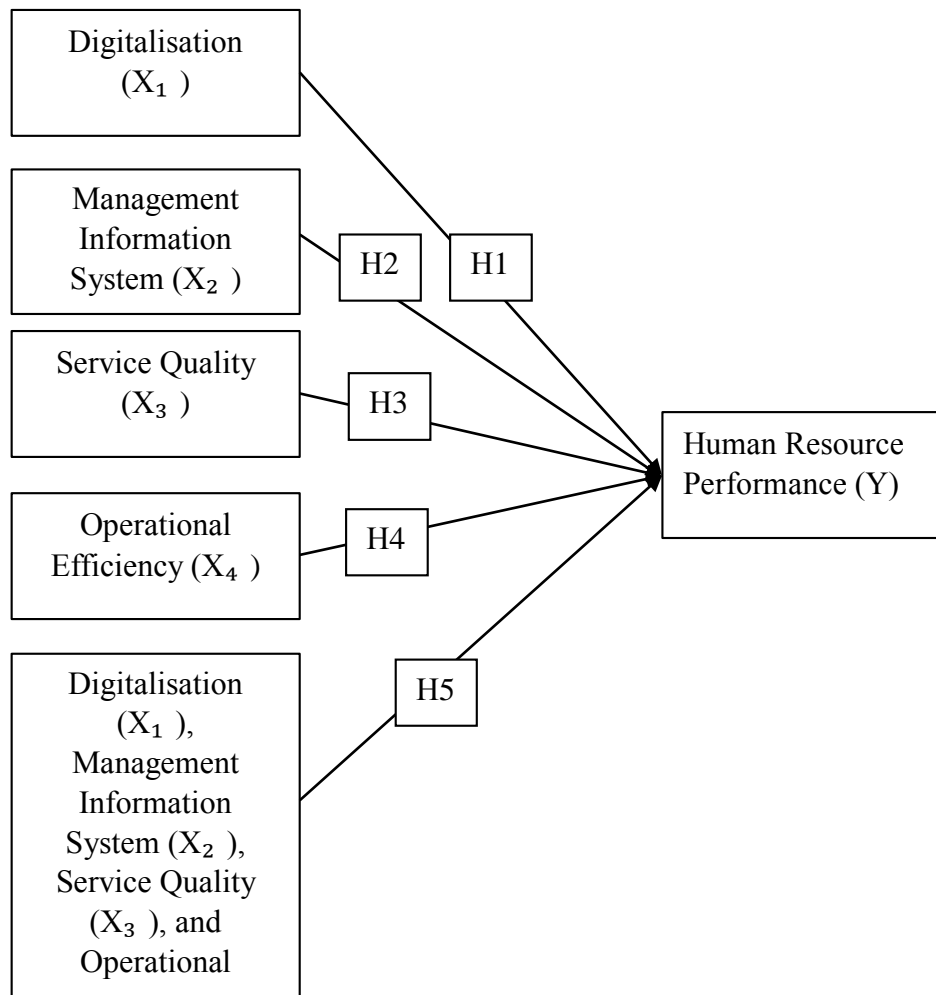 Digitalisation
(X₁ )
Management
Information
System (X₂ )
H2
H1
Service Quality
(X₃ )
H3
Human Resource
Performance (Y)
Operational
Efficiency (X₄ )
H4
Digitalisation
(X₁ ),
Management
Information
System (X₂ ),
Service Quality
(X₃ ), and
Operational
H5